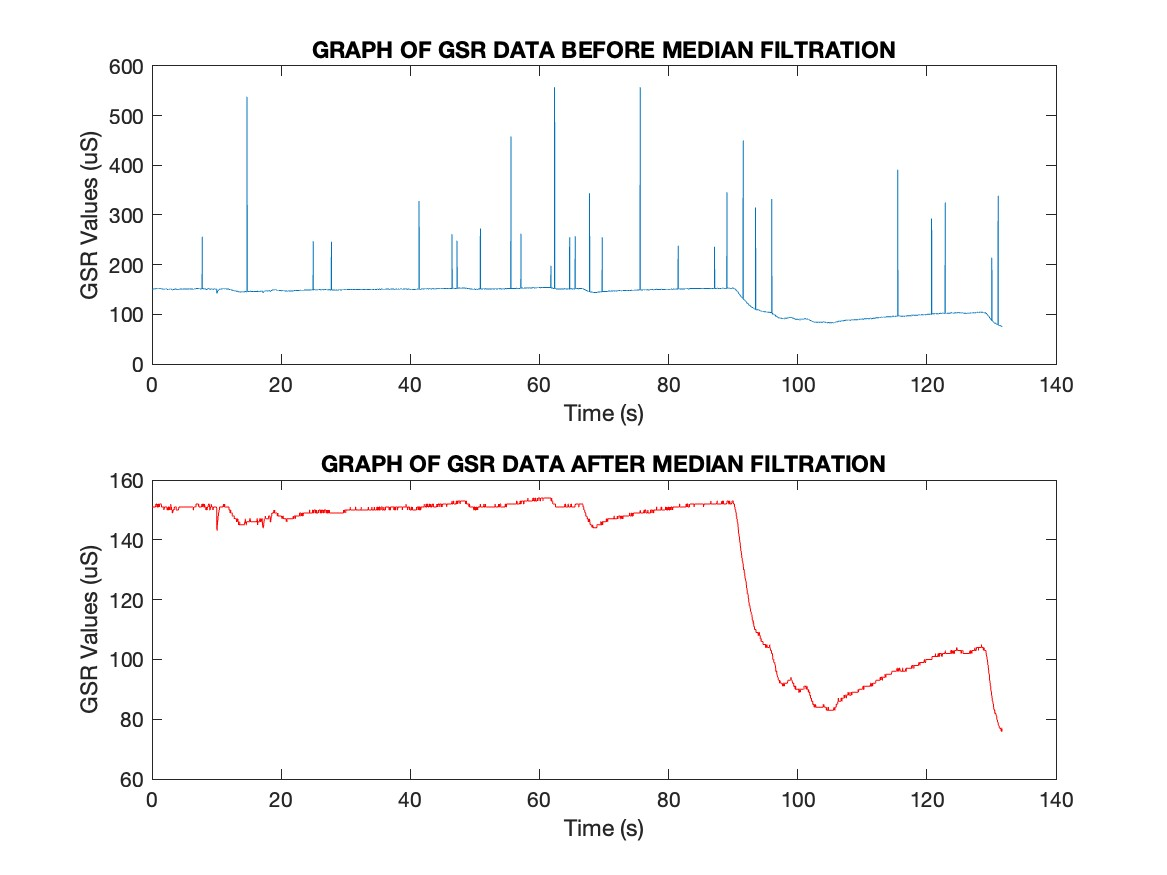 GRAPH OF GSR DATA BEFORE MEDIAN FILTRATION
600
500
400
300
200
100
0
GSR Values (uS)
0 20 40 60 80 100 120 140
Time (s)
GRAPH OF GSR DATA AFTER MEDIAN FILTRATION
160
140
120
100
80
60
GSR Values (uS)
0 20 40 60 80 100 120 140
Time (s)